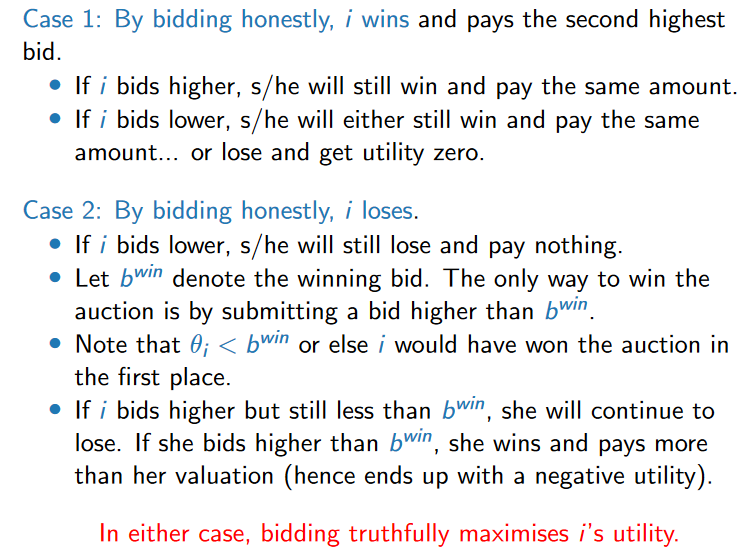 Case 1: By bidding honestly, i wins and pays the second highest
bid.
• If i bids higher, s/he will still win and pay the same amount.
• If i bids lower, s/he will either still win and pay the same
amount... or lose and get utility zero.
Case 2: By bidding honestly, i loses.
• If i bids lower, s/he will still lose and pay nothing.
• Let b^win denote the winning bid. The only way to win the
auction is by submitting a bid higher than b^win.
• Note that θ_i < b^win or else i would have won the auction in
the first place.
• If i bids higher but still less than b^win, she will continue to
lose. If she bids higher than b^win, she wins and pays more
than her valuation (hence ends up with a negative utility).
In either case, bidding truthfully maximises i's utility.